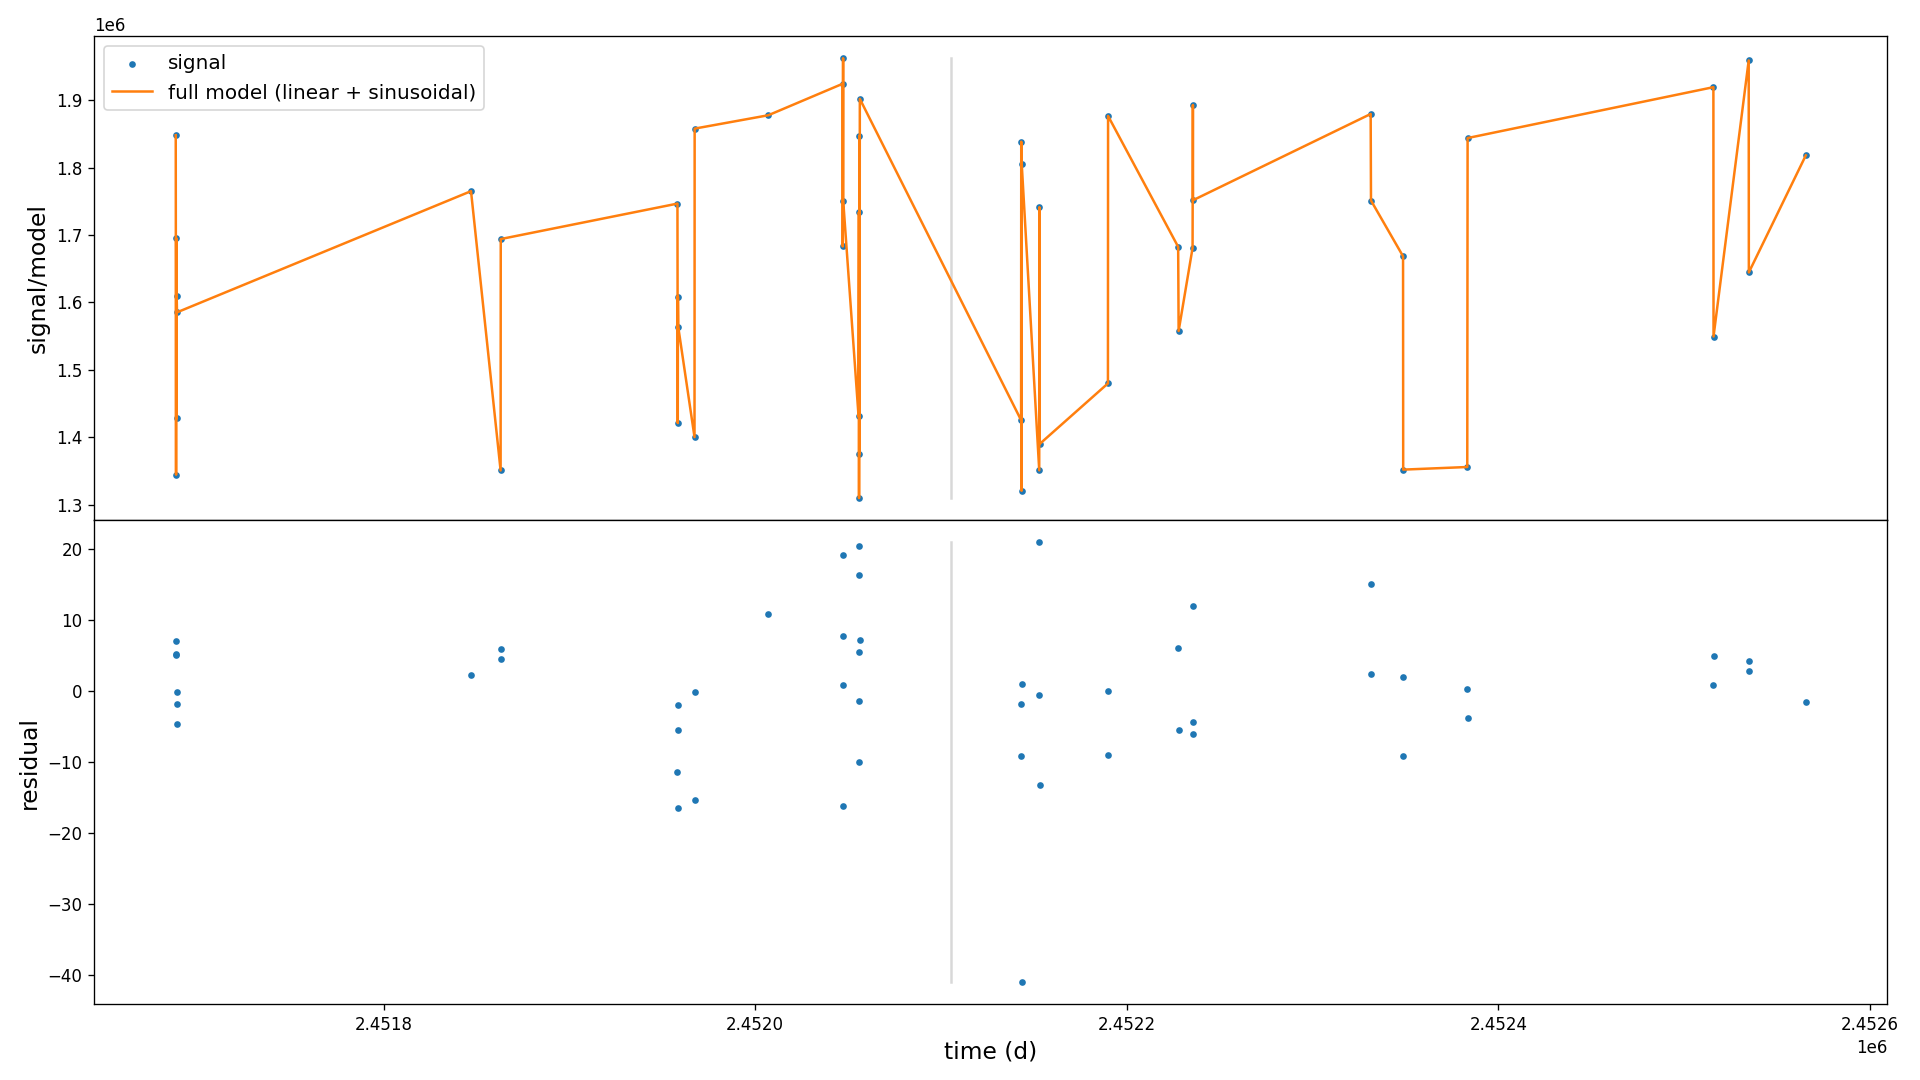 1e6
signal
full model (linear + sinusoidal)
1.9
1.8
1.7
1.6
1.5
1.4
1.3
signal/model
20
10
0
−10
−20
−30
−40
residual
2.4518 2.4520 2.4522 2.4524 2.4526
time (d)
1e6